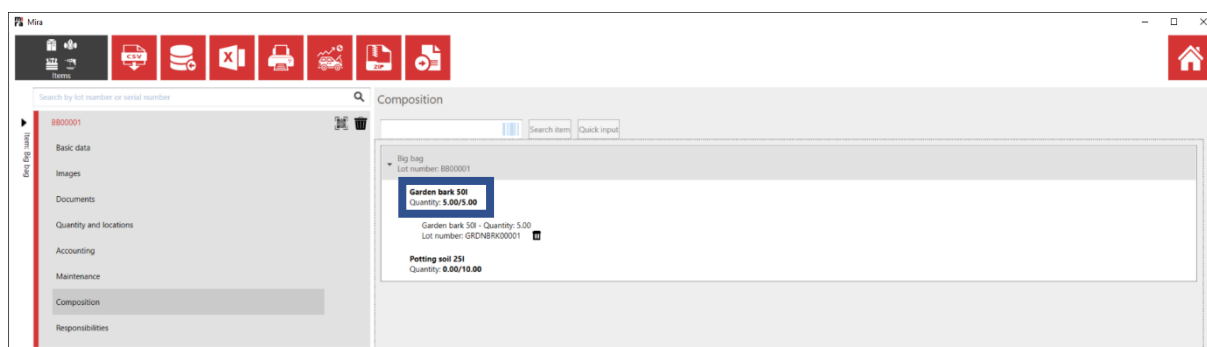 Mira
Items
CSV
ZIP
Search by lot number or serial number
Item: Big bag
BB00001
Basic data
Images
Documents
Quantity and locations
Accounting
Maintenance
Composition
Responsibilities
Composition
Search item
Quick input
Big bag
Lot number: BB00001
Garden bark 50l
Quantity: 5.00/5.00
Garden bark 50l - Quantity: 5.00
Lot number: GRDNBRK00001
Potting soil 25l
Quantity: 0.00/10.00